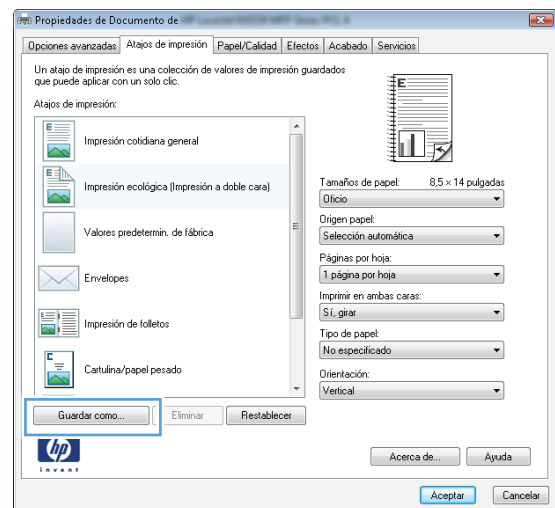 Propiedades de Documento de
Opciones avanzadas Atajos de impresión Papel/Calidad Efectos Acabado Servicios
Un atajo de impresión es una colección de valores de impresión guardados
que puede aplicar con un solo clic.
Atajos de impresión:
Impresión cotidiana general
Impresión ecológica (Impresión a doble cara)
Valores predetermin. de fábrica
Envelopes
Impresión de folletos
Cartulina/papel pesado
Guardar como... Eliminar Restablecer
E
Tamaños de papel: 8,5 × 14 pulgadas
Oficio
Origen papel:
Selección automática
Páginas por hoja:
1 página por hoja
Imprimir en ambas caras:
Sí, girar
Tipo de papel:
No especificado
Orientación:
Vertical
hp
invent
Acerca de... Ayuda
Aceptar Cancelar